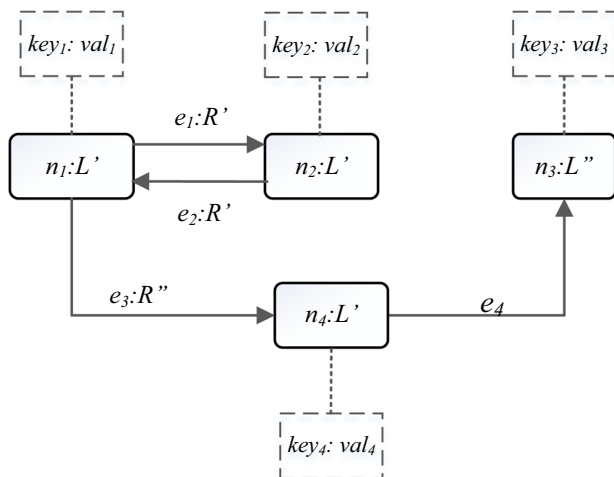 key₁: val₁
key₂: val₂
key₃: val₃
e₁:R’
n₁:L’
n₂:L’
n₃:L”
e₂:R’
e₃:R”
n₄:L’
e₄
key₄: val₄